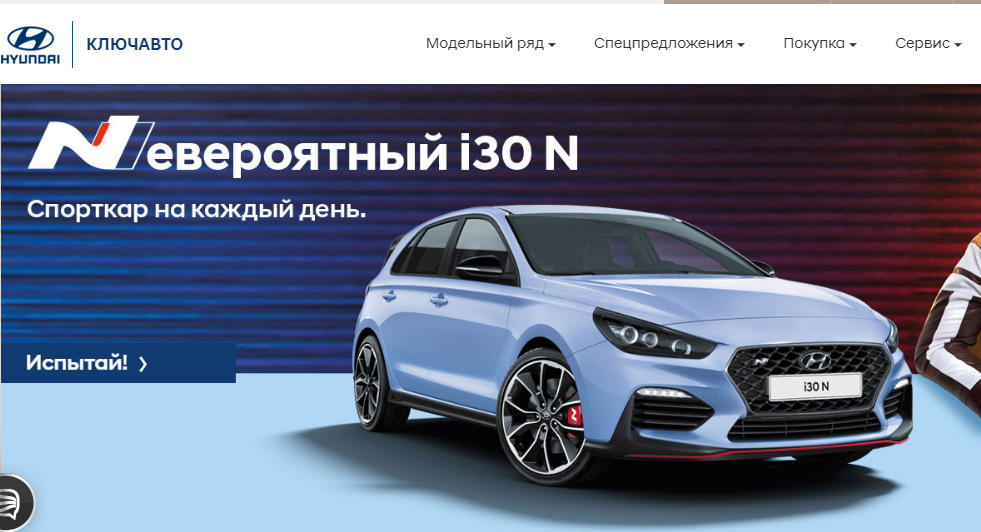 HYUNDAI
КЛЮЧАВТО
Модельный ряд
Спецпредложения
Покупка
Сервис
Nевероятный i30 N
Спорткар на каждый день.
Испытай!
N
i30 N